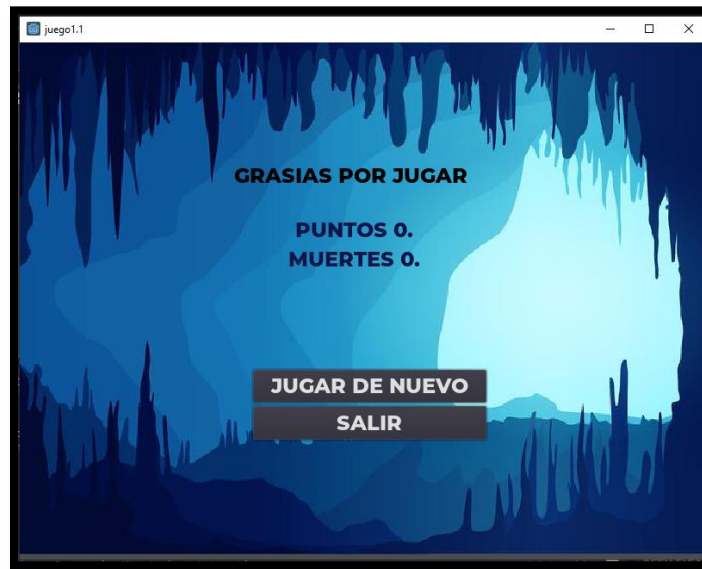 juego1.1
GRASIAS POR JUGAR
PUNTOS 0.
MUERTES 0.
JUGAR DE NUEVO
SALIR